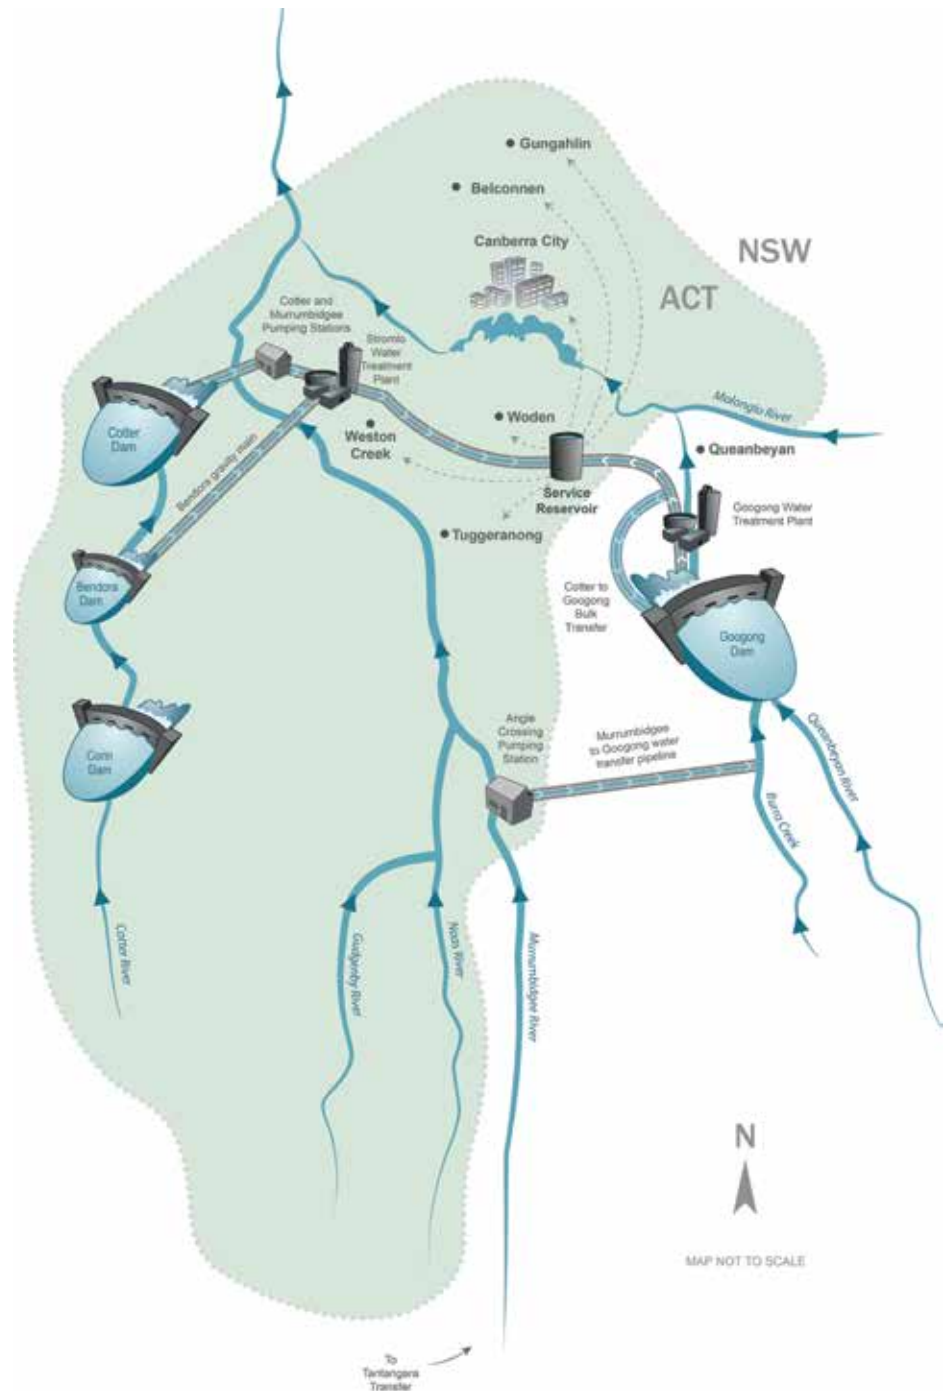 Gungahlin
Belconnen
Canberra City
NSW
ACT
Cotter and
Murrumbidgee
Pumping Stations
Stromlo
Water
Treatment
Plant
Molonglo River
Cotter
Dam
Weston
Creek
Woden
Queanbeyan
Bendora gravity main
Service
Reservoir
Googong Water
Treatment Plant
Tuggeranong
Bendora
Dam
Cotter to
Googong
Bulk
Transfer
Googong
Dam
Corin
Dam
Angle
Crossing
Pumping
Station
Murrumbidgee
to Googong water
transfer pipeline
Queanbeyan River
Burra Creek
Cotter River
Gudgenby River
Naas River
Murrumbidgee River
N
MAP NOT TO SCALE
To
Tantangara
Transfer